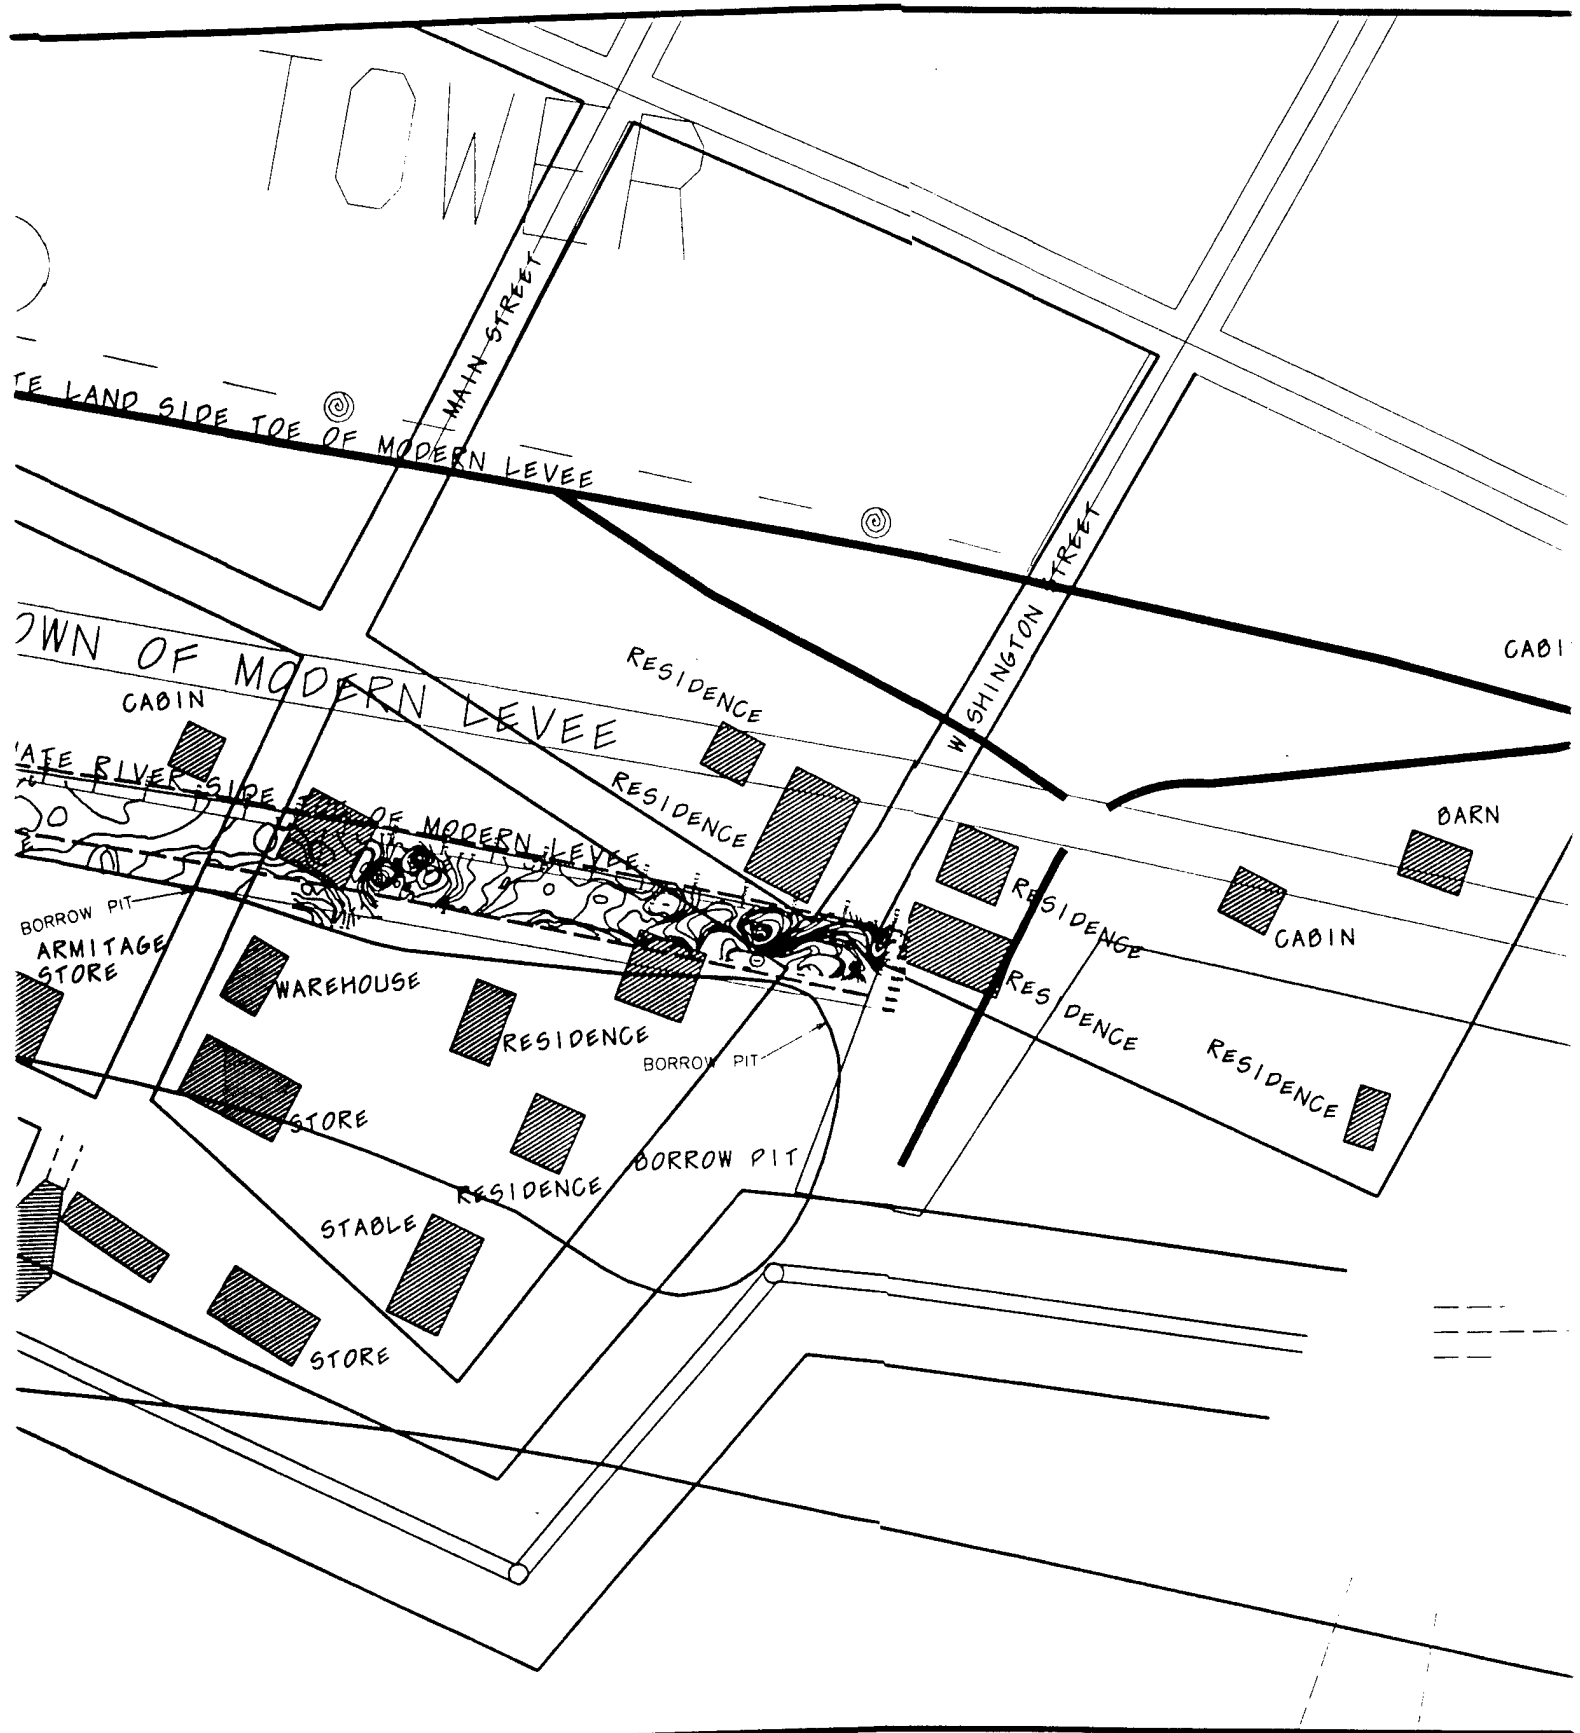 TOWER
MAIN STREET
TE LAND SIDE TOE OF MODERN LEVEE
WASHINGTON STREET
CABI
OWN OF MODERN LEVEE
RESIDENCE
CABIN
ATE RIVER SIDE OF MODERN LEVEE
RESIDENCE
BARN
RESIDENCE
CABIN
BORROW PIT
ARMITAGE
STORE
WAREHOUSE
RESIDENCE
RESIDENCE
BORROW PIT
RESIDENCE
STORE
BORROW PIT
RESIDENCE
STABLE
STORE